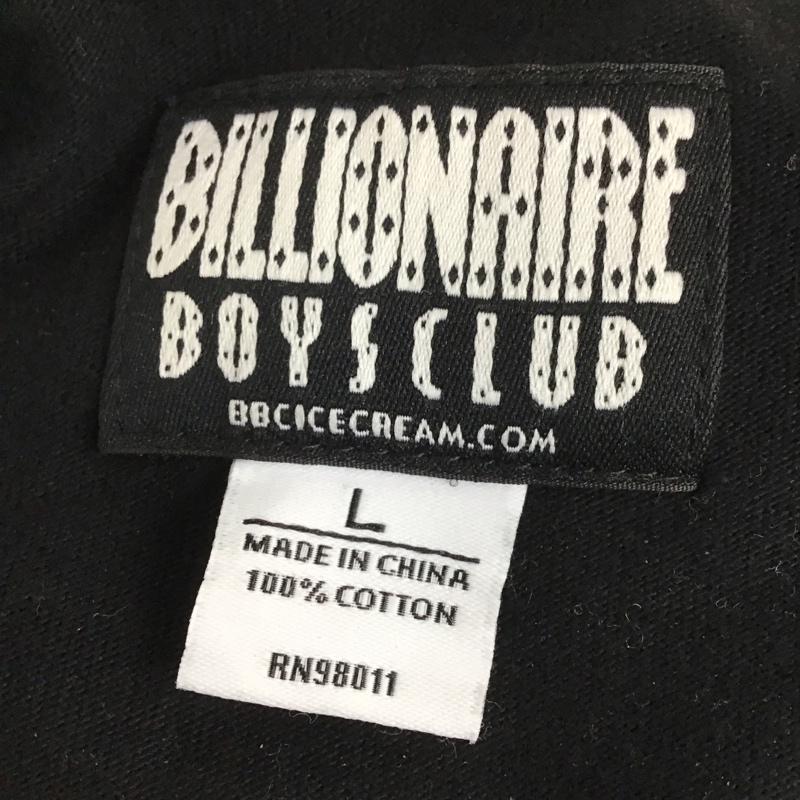 BILLIONAIRE
BOYS CLUB
BBCICECREAM.COM
L
MADE IN CHINA
100% COTTON
RN98011